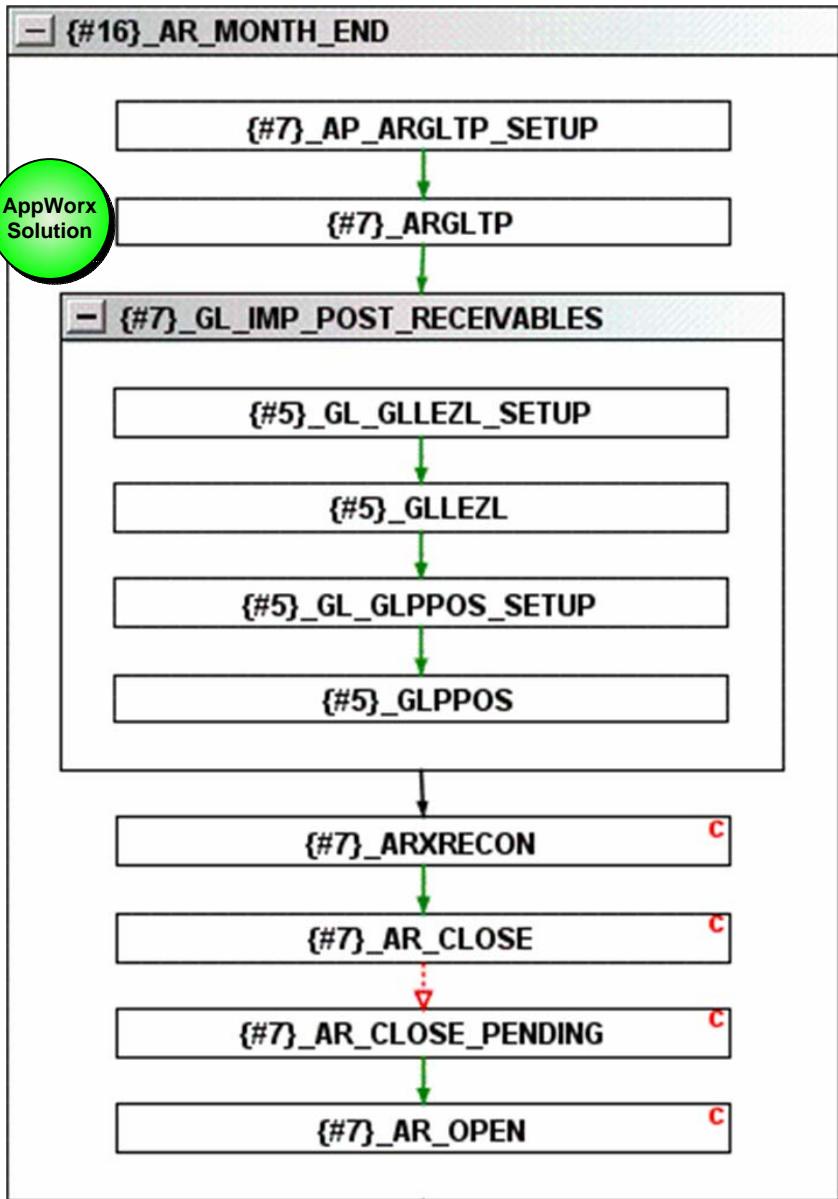 {#16}_AR_MONTH_END
{#7}_AP_ARGLTP_SETUP
AppWorx
Solution
{#7}_ARGLTP
{#7}_GL_IMP_POST_RECEIVABLES
{#5}_GL_GLLEZL_SETUP
{#5}_GLLEZL
{#5}_GL_GLPPOS_SETUP
{#5}_GLPPOS
{#7}_ARXRECON C
{#7}_AR_CLOSE C
{#7}_AR_CLOSE_PENDING C
{#7}_AR_OPEN C